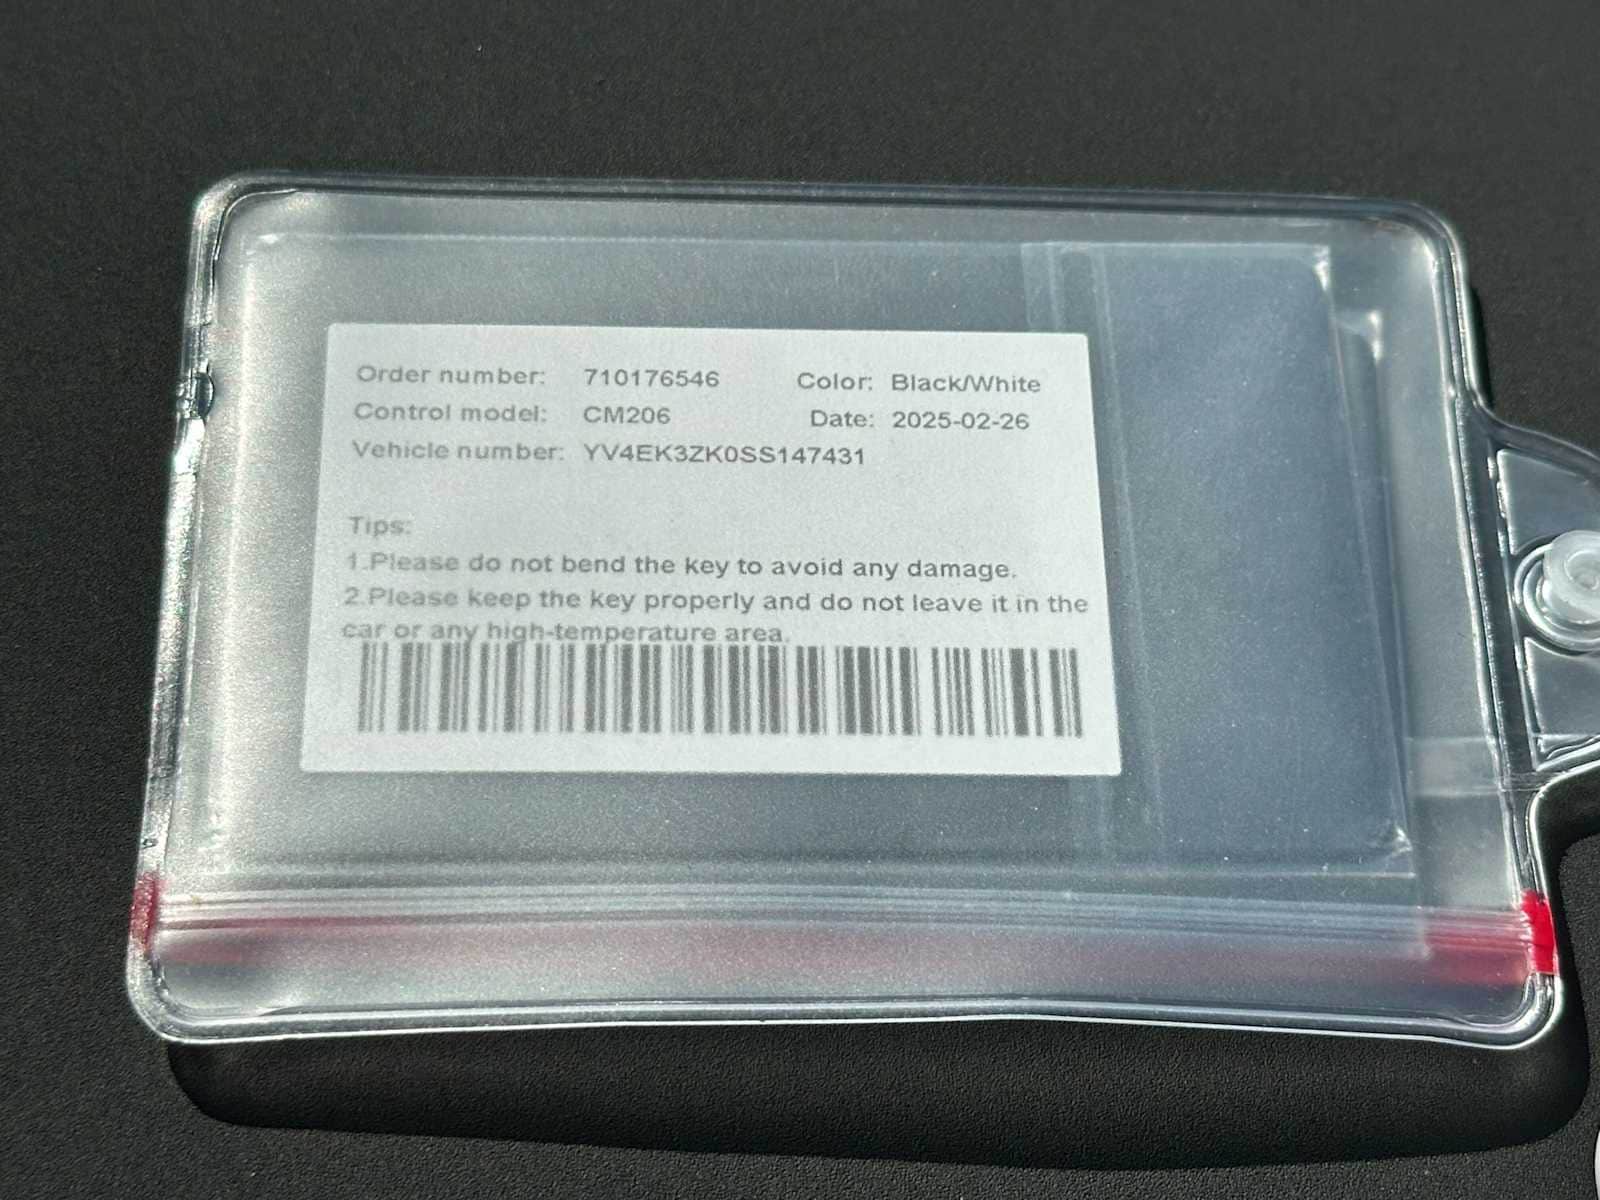 Order number: 710176546 Color: Black/White
Control model: CM206 Date: 2025-02-26
Vehicle number: YV4EK3ZK0SS147431
Tips:
1.Please do not bend the key to avoid any damage.
2.Please keep the key properly and do not leave it in the
car or any high-temperature area.